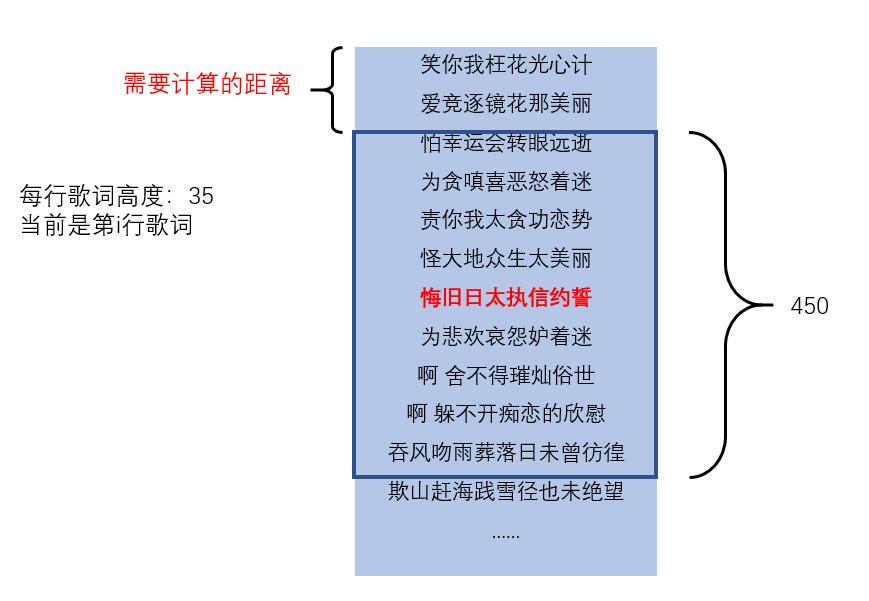 需要计算的距离
每行歌词高度：35
当前是第i行歌词
笑你我枉花光心计
爱竞逐镜花那美丽
怕幸运会转眼远逝
为贪嗔喜恶怒着迷
责你我太贪功恋势
怪大地众生太美丽
悔旧日太执信约誓
为悲欢哀怨妒着迷
啊 舍不得璀灿俗世
啊 躲不开痴恋的欣慰
吞风吻雨葬落日未曾彷徨
欺山赶海践雪径也未绝望
......
450